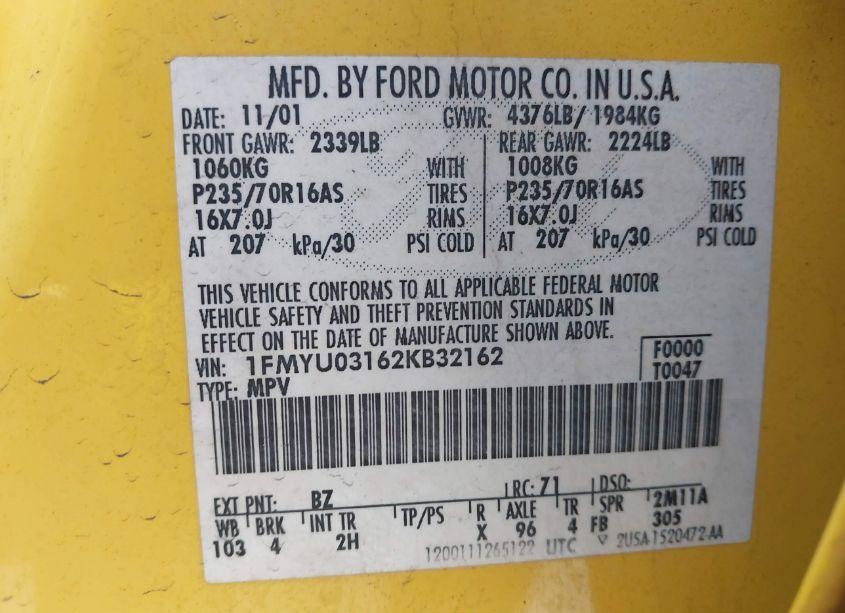 MFD. BY FORD MOTOR CO. IN U.S.A.
DATE: 11/01 GVWR: 4376LB/ 1984KG
FRONT GAWR: 2339LB REAR GAWR: 2224LB
1060KG WITH 1008KG WITH
P235/70R16AS TIRES P235/70R16AS TIRES
16X7.0J RIMS 16X7.0J RIMS
AT 207 kPa/30 PSI COLD AT 207 kPa/30 PSI COLD
THIS VEHICLE CONFORMS TO ALL APPLICABLE FEDERAL MOTOR
VEHICLE SAFETY AND THEFT PREVENTION STANDARDS IN
EFFECT ON THE DATE OF MANUFACTURE SHOWN ABOVE.
VIN: 1FMYU03162KB32162 F0000
TYPE: MPV T0047
EXT PNT: BZ RC: 71 DSO:
WB BRK INT TR TP/PS R AXLE TR SPR 2M11A
103 4 2H X 96 4 FB 305
1200111265122 UTC ▽ 2USA-1520472-AA